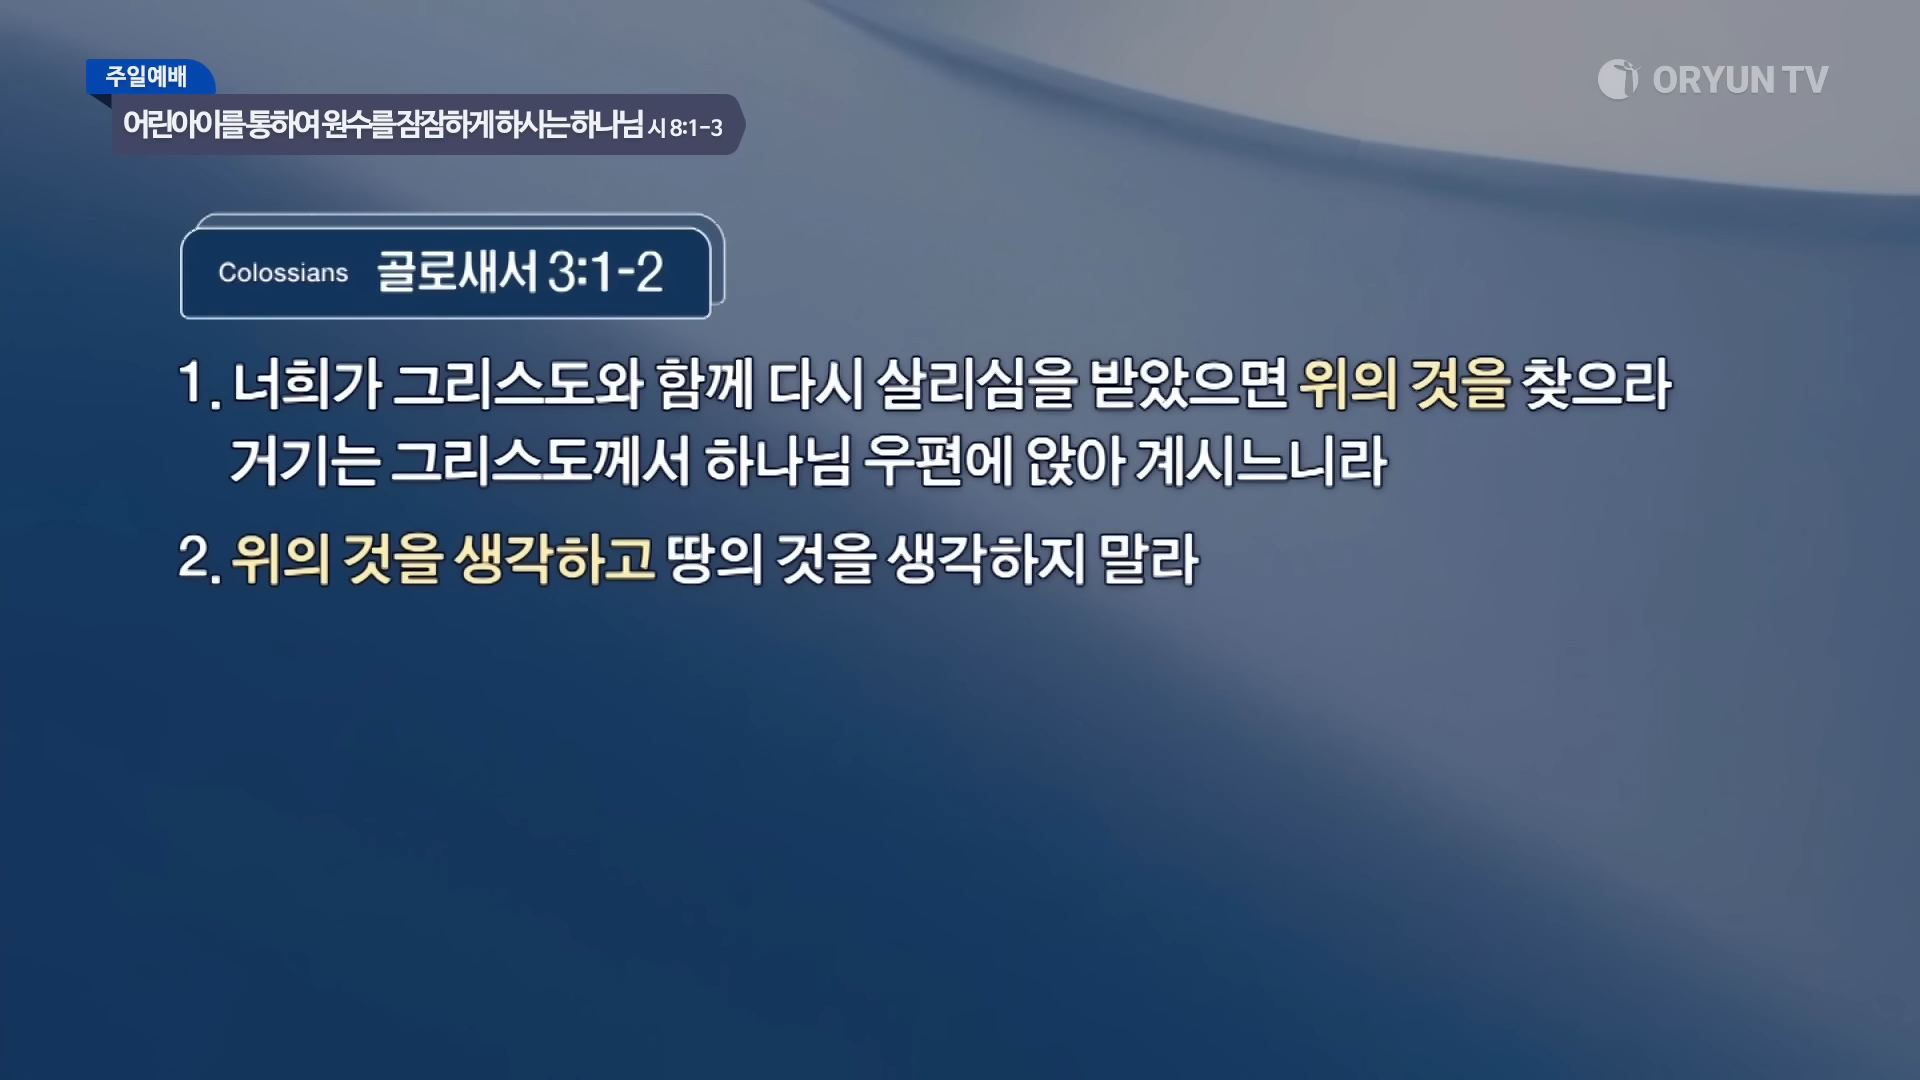 주일예배
ORYUN TV
어린아이를 통하여 원수를 잠잠하게 햐시는 하나님 시 8:1-3
Colossians 골로새서 3:1-2
1. 너희가 그리스도와 함께 다시 살리심을 받았으면 위의 것을 찾으라
거기는 그리스도께서 하나님 우편에 앉아 계시느니라
2. 위의 것을 생각하고 땅의 것을 생각하지 말라